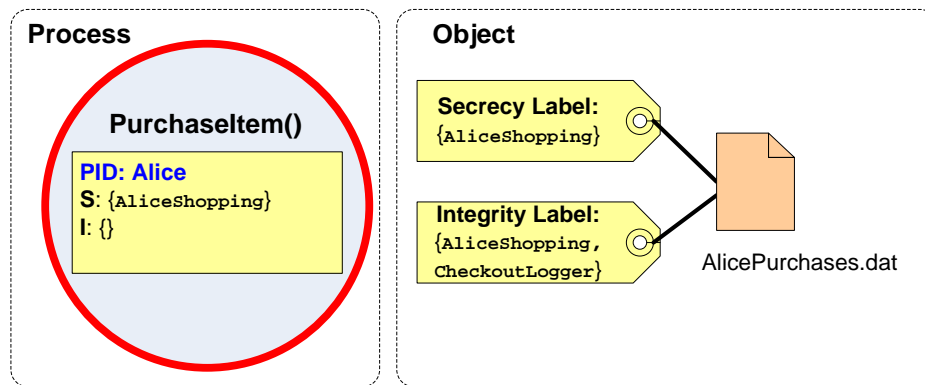 Process
PurchaseItem()
PID: Alice
S: {AliceShopping}
I: {}
Object
Secrecy Label:
{AliceShopping}
Integrity Label:
{AliceShopping,
CheckoutLogger}
AlicePurchases.dat